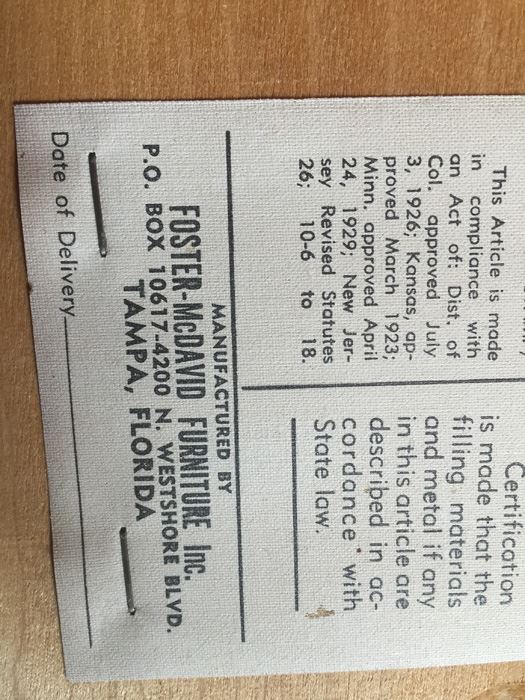 This Article is made
in compliance with
an Act of: Dist. of
Col. approved July
3, 1926; Kansas, ap-
proved March 1923;
Minn. approved April
24, 1929; New Jer-
sey Revised Statutes
26; 10-6 to 18.
Certification
is made that the
filling materials
and metal if any
in this article are
described in ac-
cordance with
State law.
MANUFACTURED BY
FOSTER-McDAVID FURNITURE Inc.
P.O. BOX 10617-4200 N. WESTSHORE BLVD.
TAMPA, FLORIDA
Date of Delivery